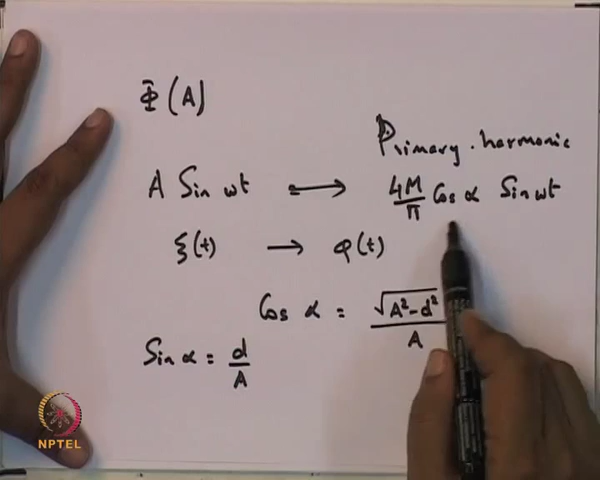 Φ(A)
Primary harmonic
A Sin ωt ⟺ 4M/π Cos α Sin ωt
ξ(t) → φ(t)
Cos α = √(A²-d²)/A
Sin α = d/A
NPTEL